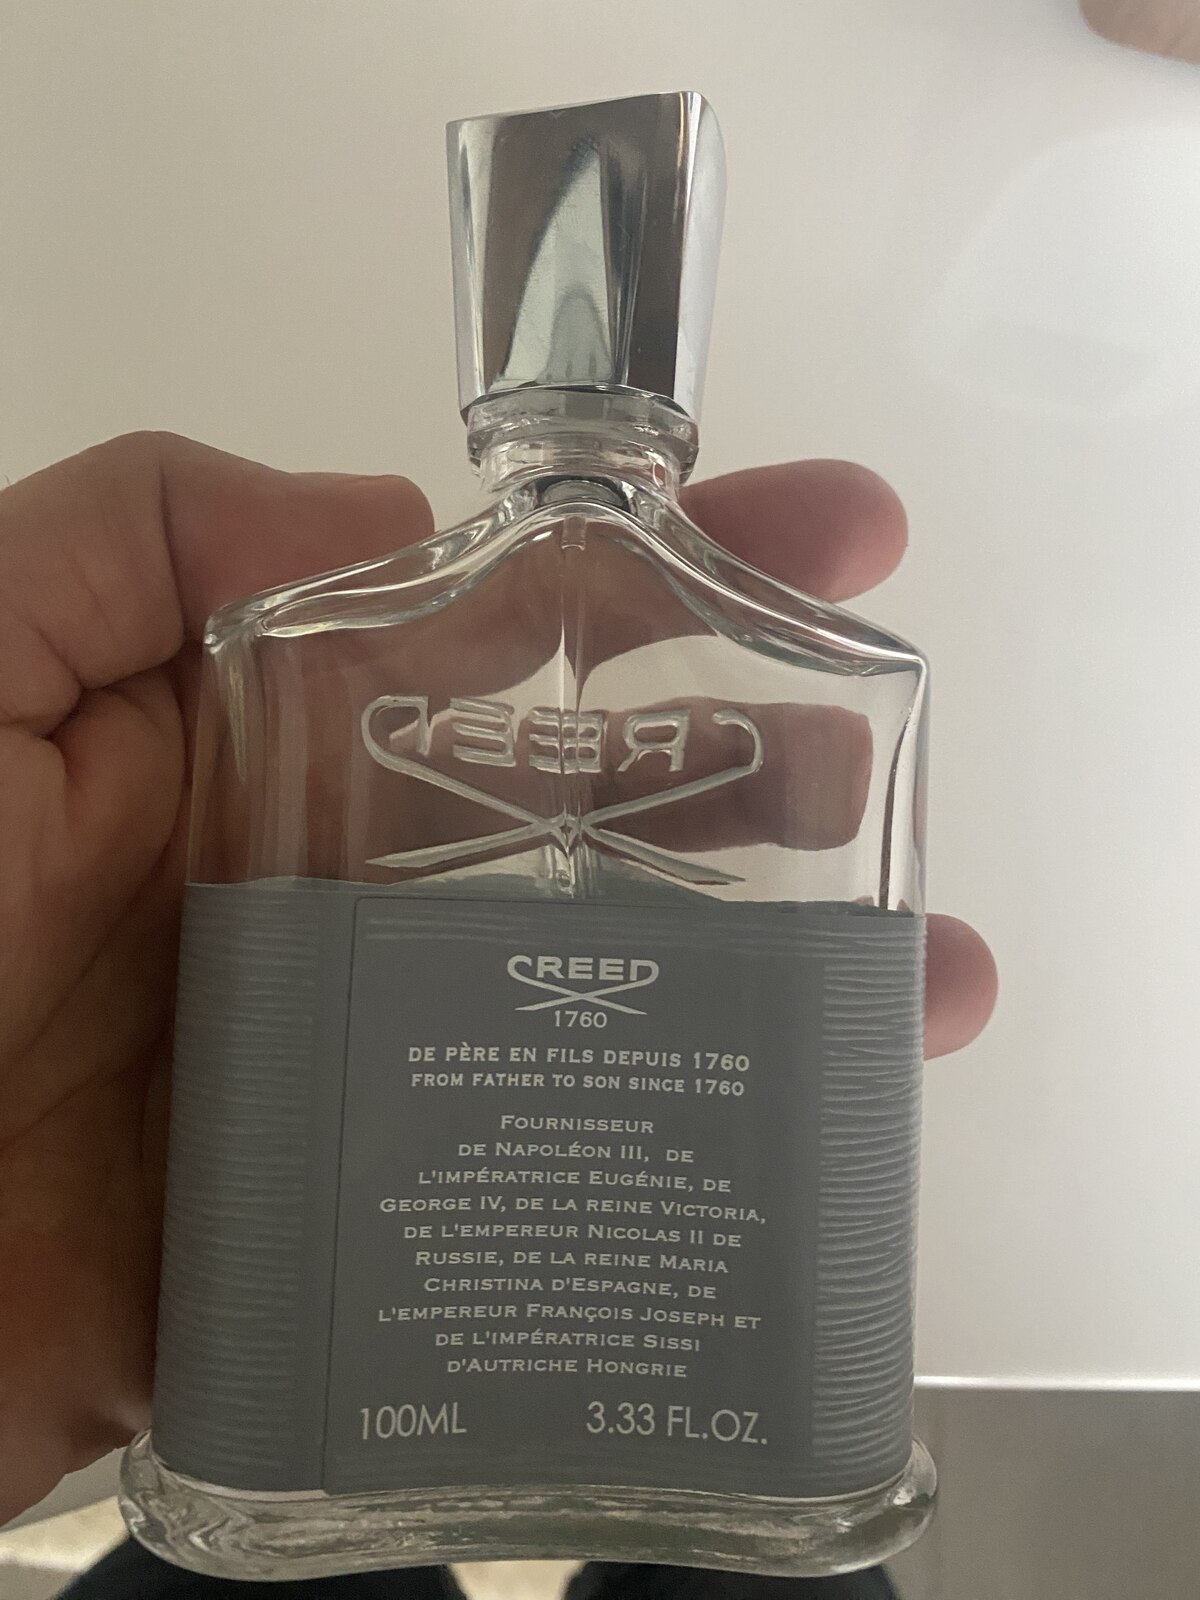 CREED
CREED
1760
DE PÈRE EN FILS DEPUIS 1760
FROM FATHER TO SON SINCE 1760
FOURNISSEUR
DE NAPOLÉON III, DE
L'IMPÉRATRICE EUGÉNIE, DE
GEORGE IV, DE LA REINE VICTORIA,
DE L'EMPEREUR NICOLAS II DE
RUSSIE, DE LA REINE MARIA
CHRISTINA D'ESPAGNE, DE
L'EMPEREUR FRANÇOIS JOSEPH ET
DE L'IMPÉRATRICE SISSI
D'AUTRICHE HONGRIE
100ML 3.33 FL.OZ.